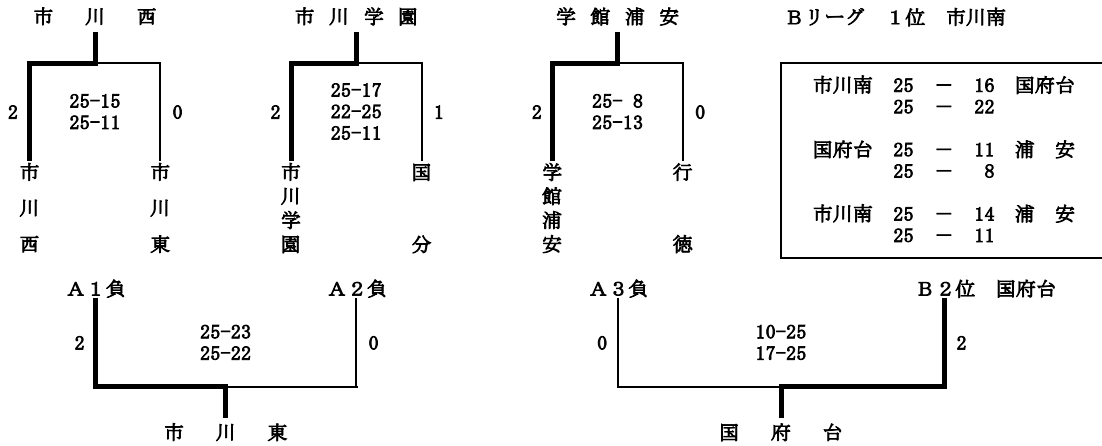 市川西
市川学園
学館浦安
Bリーグ 1位 市川南
2
25-15
25-11
0
2
25-17
22-25
25-11
1
2
25- 8
25-13
0
市川南 25 － 16 国府台
25 － 22
国府台 25 － 11 浦安
25 － 8
市川南 25 － 14 浦安
25 － 11
市川西
市川東
市川学園
国分
学館浦安
行徳
A1負
A2負
A3負
B2位 国府台
2
25-23
25-22
0
0
10-25
17-25
2
市川東
国府台